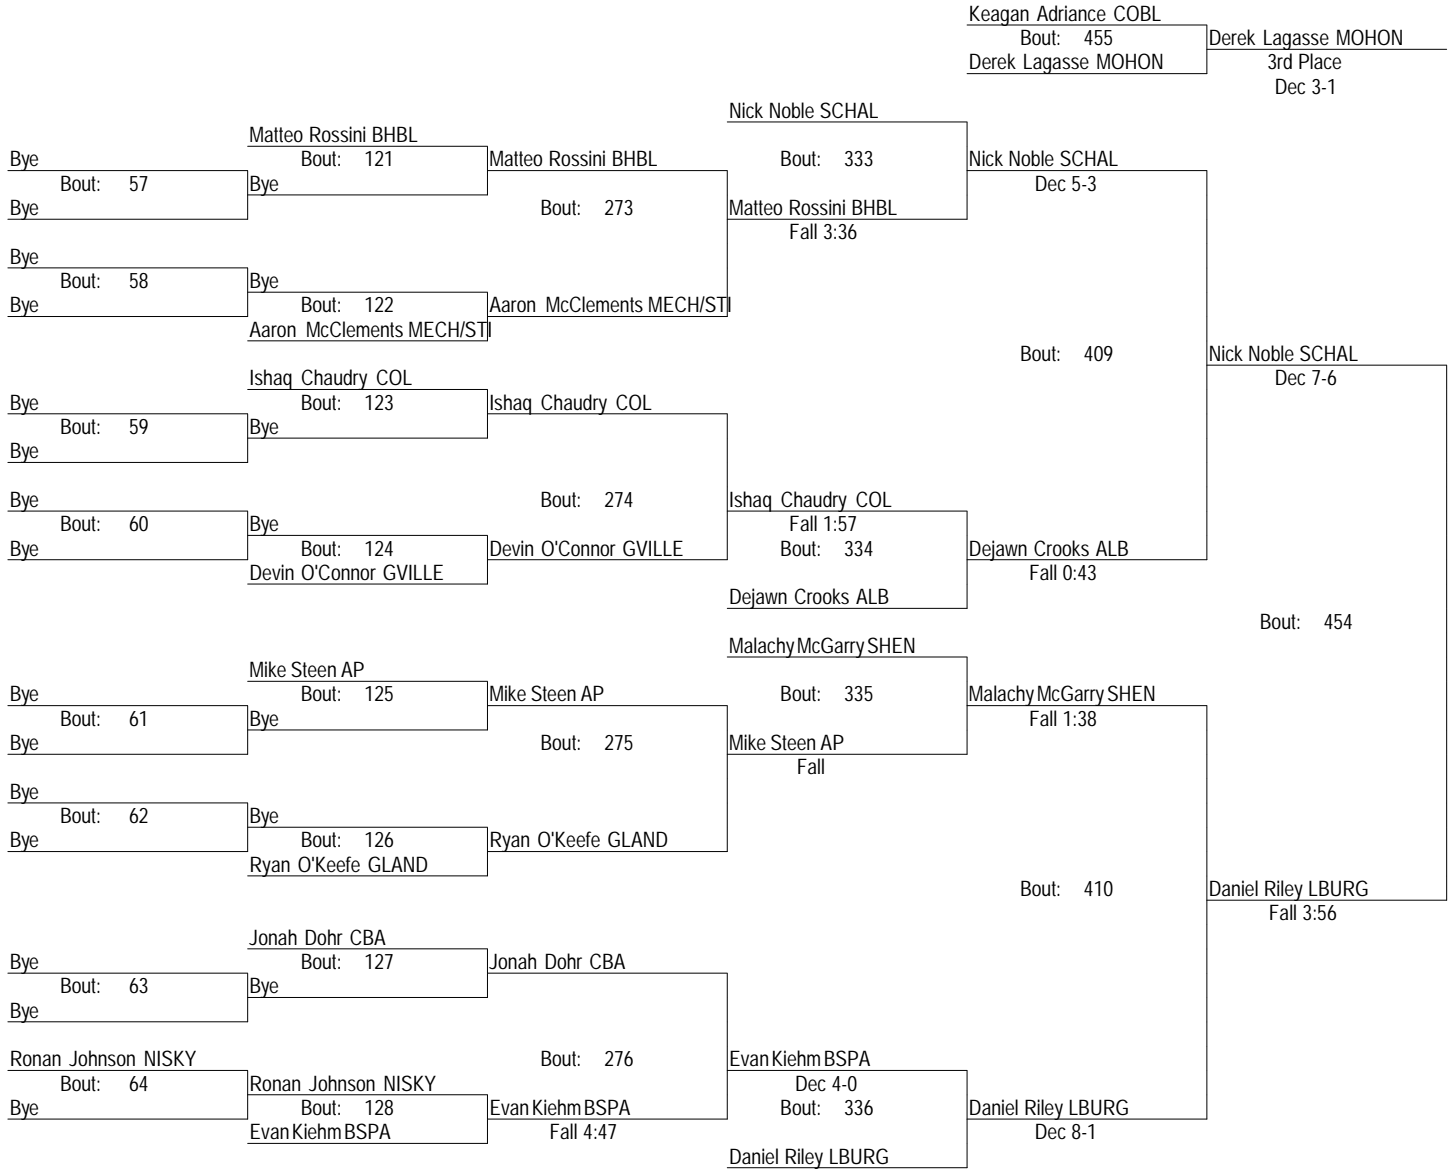 Keagan Adriance COBL
Bout: 455
Derek Lagasse MOHON
Derek Lagasse MOHON
3rd Place
Dec 3-1
Nick Noble SCHAL
Matteo Rossini BHBL
Bye
Bout: 121
Matteo Rossini BHBL
Bout: 333
Nick Noble SCHAL
Bout: 57
Bye
Dec 5-3
Bye
Bout: 273
Matteo Rossini BHBL
Fall 3:36
Bye
Bout: 58
Bye
Bye
Bout: 122
Aaron McClements MECH/STI
Aaron McClements MECH/STI
Bout: 409
Nick Noble SCHAL
Dec 7-6
Ishaq Chaudry COL
Bye
Bout: 123
Ishaq Chaudry COL
Bout: 59
Bye
Bye
Bye
Bout: 274
Ishaq Chaudry COL
Bout: 60
Bye
Fall 1:57
Bye
Bout: 124
Devin O'Connor GVILLE
Bout: 334
Dejawn Crooks ALB
Devin O'Connor GVILLE
Fall 0:43
Dejawn Crooks ALB
Bout: 454
Malachy McGarry SHEN
Mike Steen AP
Bye
Bout: 125
Mike Steen AP
Bout: 335
Malachy McGarry SHEN
Bout: 61
Bye
Fall 1:38
Bye
Bout: 275
Mike Steen AP
Fall
Bye
Bout: 62
Bye
Bye
Bout: 126
Ryan O'Keefe GLAND
Ryan O'Keefe GLAND
Bout: 410
Daniel Riley LBURG
Fall 3:56
Jonah Dohr CBA
Bye
Bout: 127
Jonah Dohr CBA
Bout: 63
Bye
Bye
Ronan Johnson NISKY
Bout: 276
Evan Kiehm BSPA
Bout: 64
Ronan Johnson NISKY
Dec 4-0
Bye
Bout: 128
Evan Kiehm BSPA
Bout: 336
Daniel Riley LBURG
Evan Kiehm BSPA
Fall 4:47
Dec 8-1
Daniel Riley LBURG